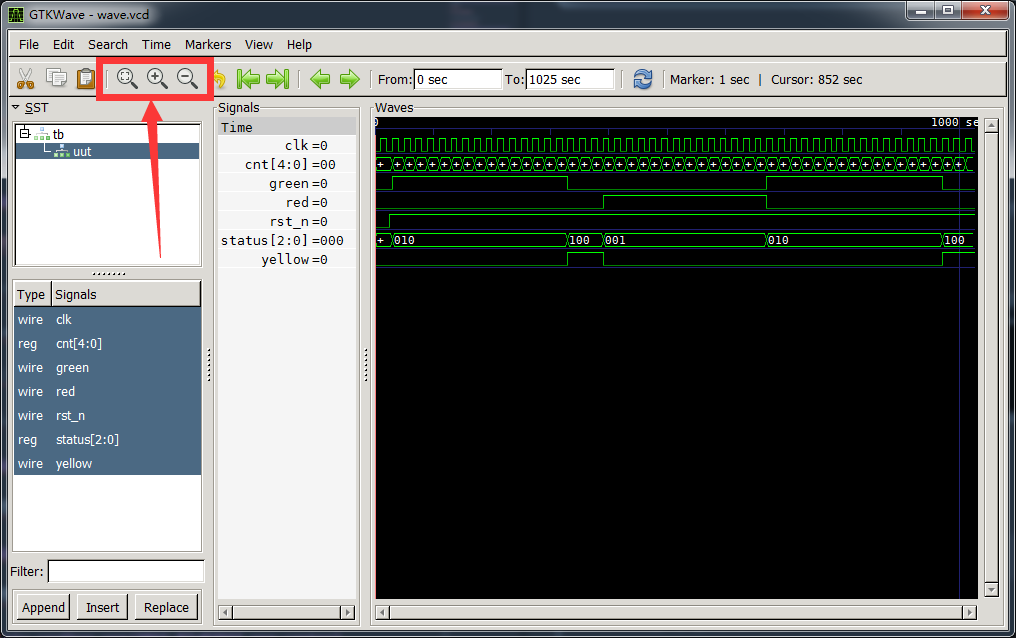 GTKWave - wave.vcd
File Edit Search Time Markers View Help
From: 0 sec To: 1025 sec Marker: 1 sec | Cursor: 852 sec
SST
tb
uut
Type Signals
wire clk
reg cnt[4:0]
wire green
wire red
wire rst_n
reg status[2:0]
wire yellow
Filter:
Append Insert Replace
Signals
Time
clk=0
cnt[4:0]=00
green=0
red=0
rst_n=0
status[2:0]=000
yellow=0
Waves
0 1000 se
+ + + + + + + + + + + + + + + + + + + + + + + + + + + + + + + + + + + + + + + + + + + + + + + + +
+ 010 100 001 010 100